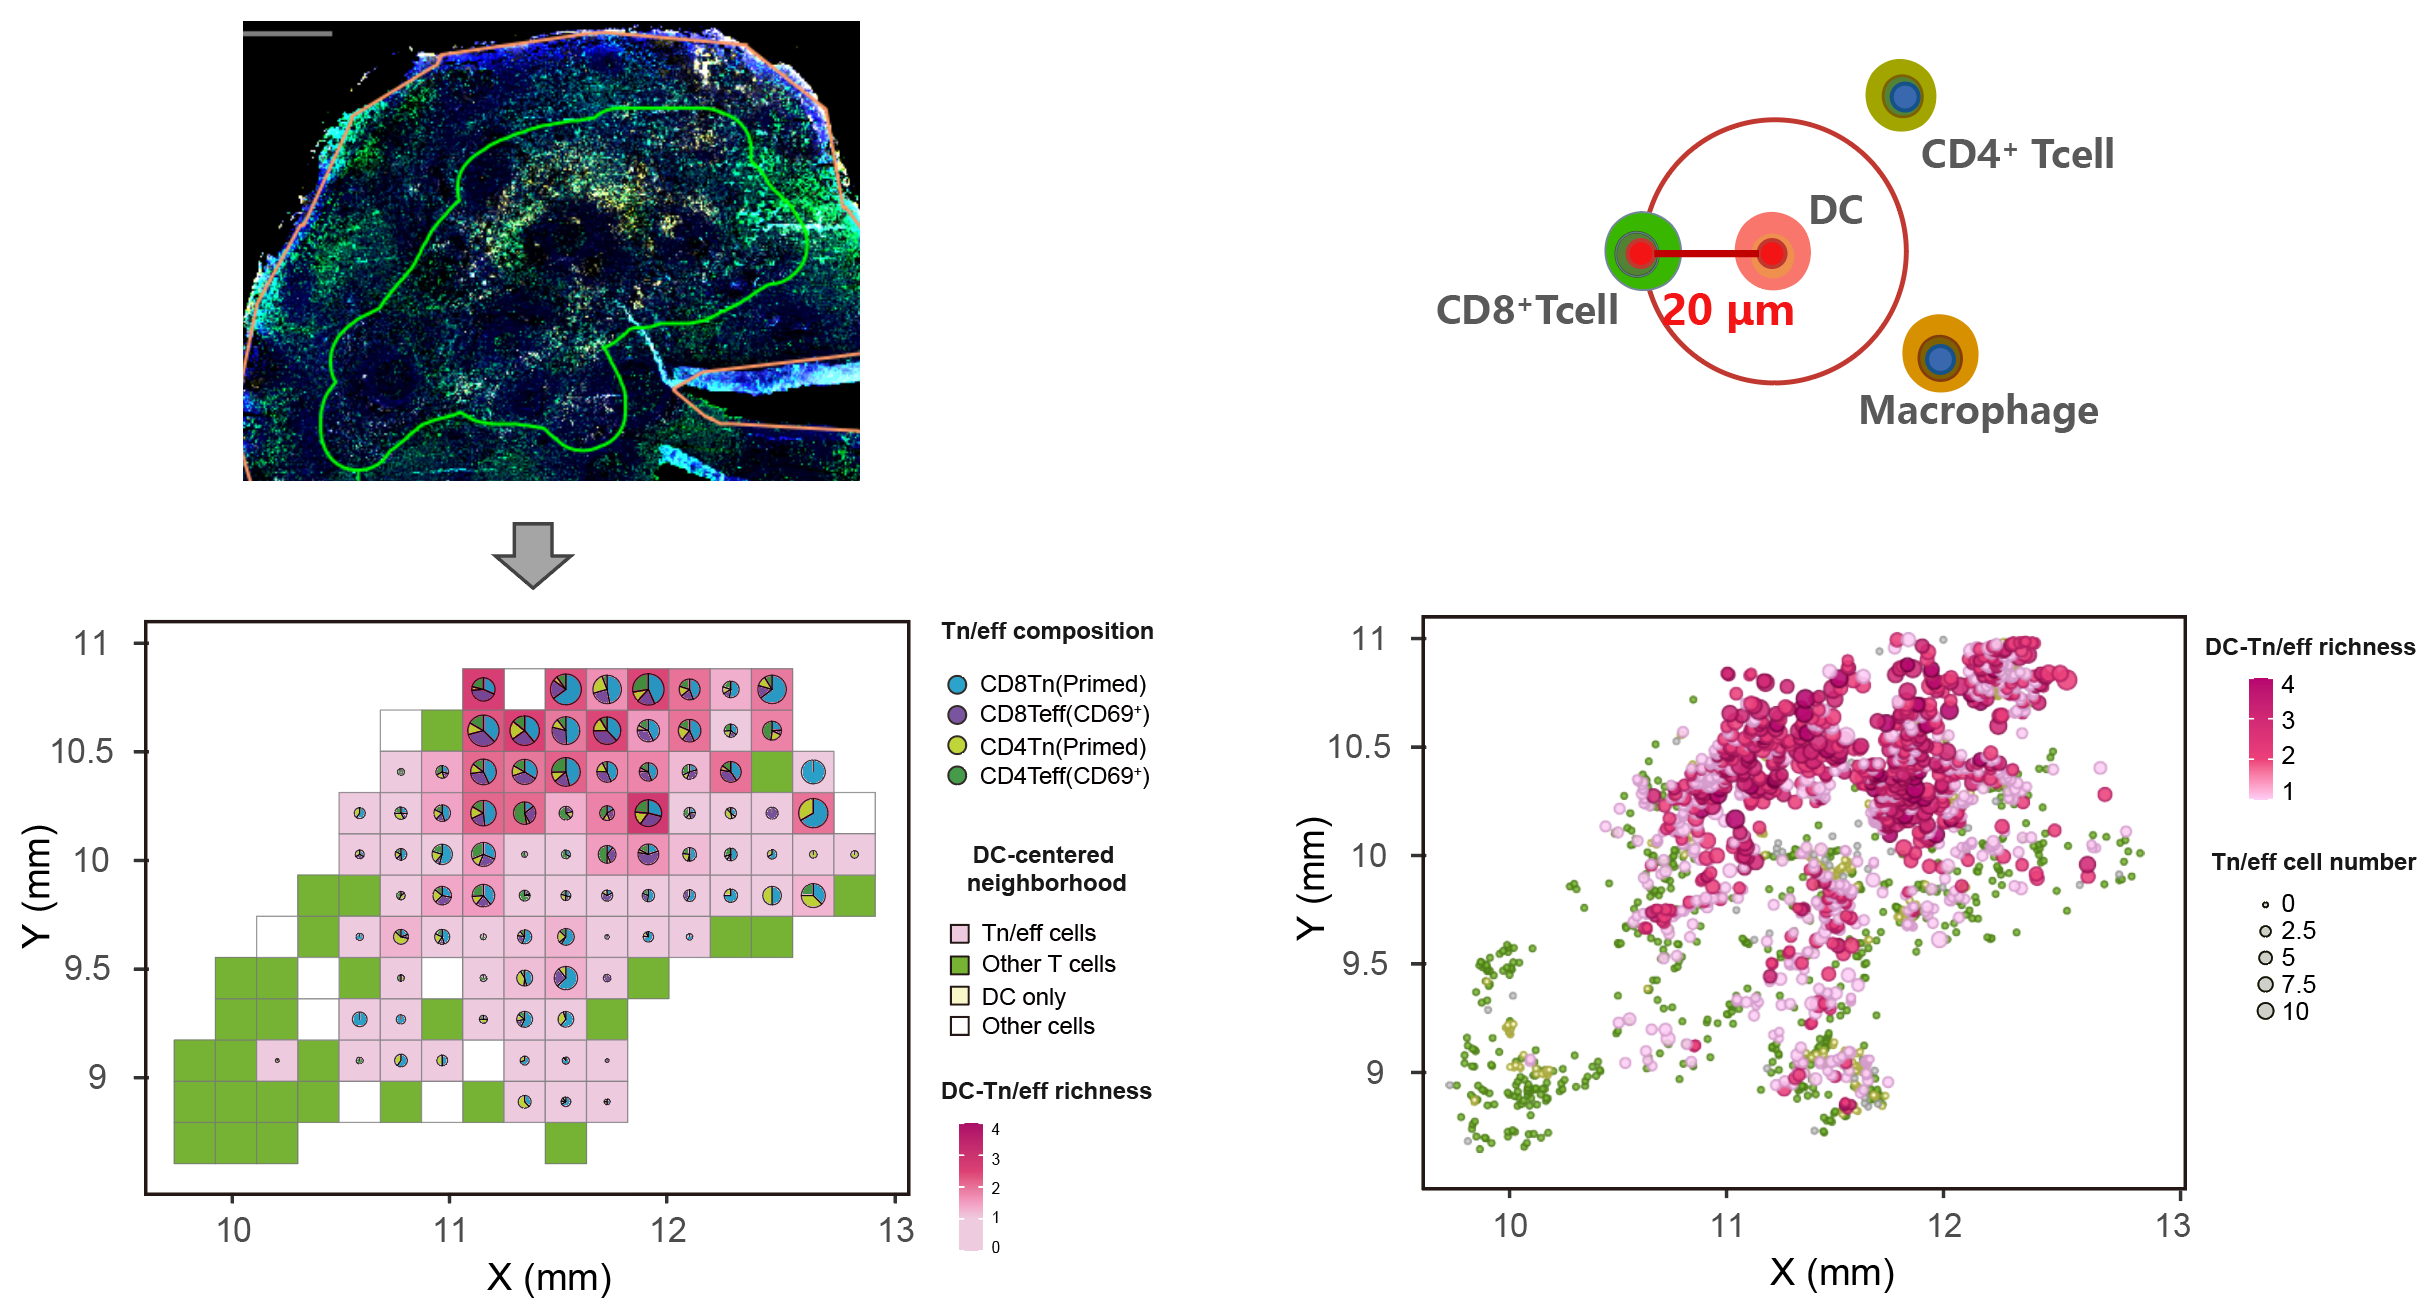 CD4⁺ Tcell
DC
CD8⁺Tcell
20 µm
Macrophage
11
10.5
10
9.5
9
Y (mm)
10
11
12
13
X (mm)
Tn/eff composition
CD8Tn(Primed)
CD8Teff(CD69⁺)
CD4Tn(Primed)
CD4Teff(CD69⁺)
DC-centered
neighborhood
Tn/eff cells
Other T cells
DC only
Other cells
DC-Tn/eff richness
4
3
2
1
0
11
10.5
10
9.5
9
Y (mm)
10
11
12
13
X (mm)
DC-Tn/eff richness
4
3
2
1
Tn/eff cell number
0
2.5
5
7.5
10